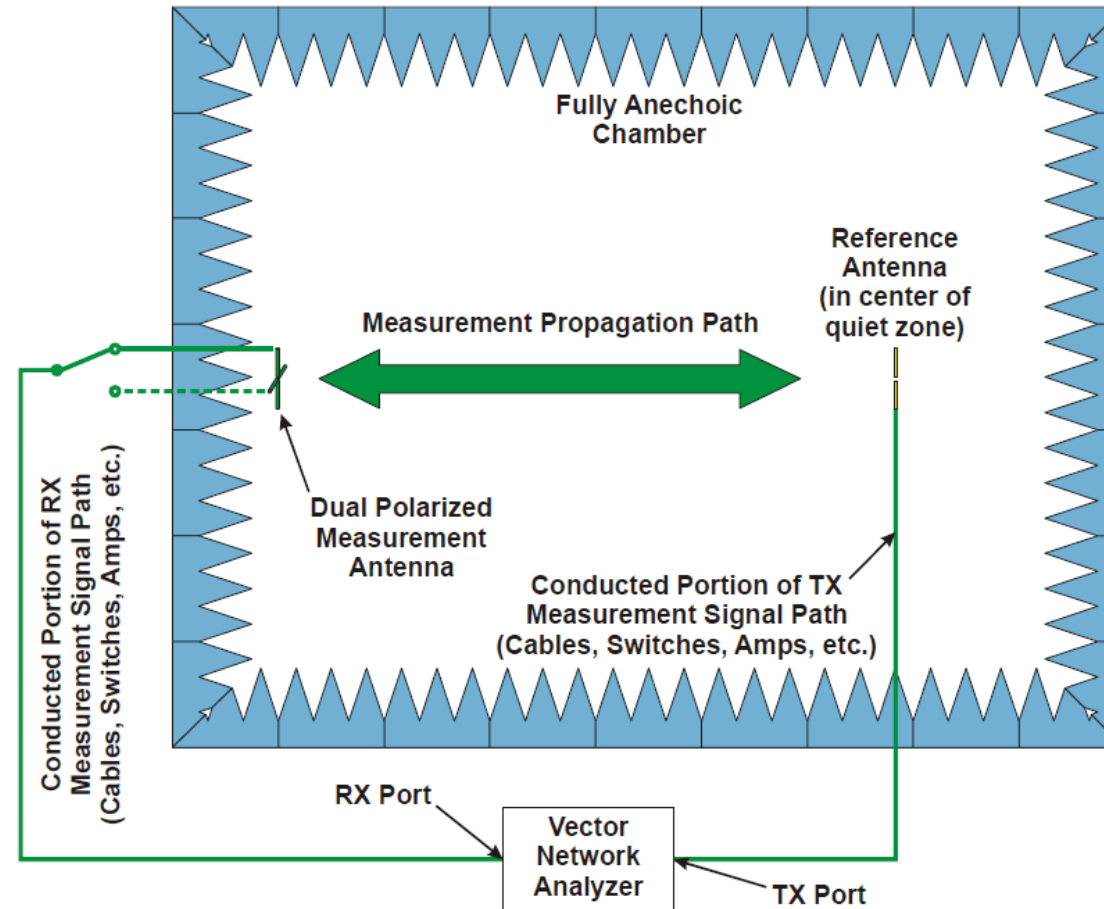 Fully Anechoic
Chamber
Reference
Antenna
(in center of
quiet zone)
Measurement Propagation Path
Dual Polarized
Measurement
Antenna
Conducted Portion of TX
Measurement Signal Path
(Cables, Switches, Amps, etc.)
Conducted Portion of RX
Measurement Signal Path
(Cables, Switches, Amps, etc.)
RX Port
Vector
Network
Analyzer
TX Port